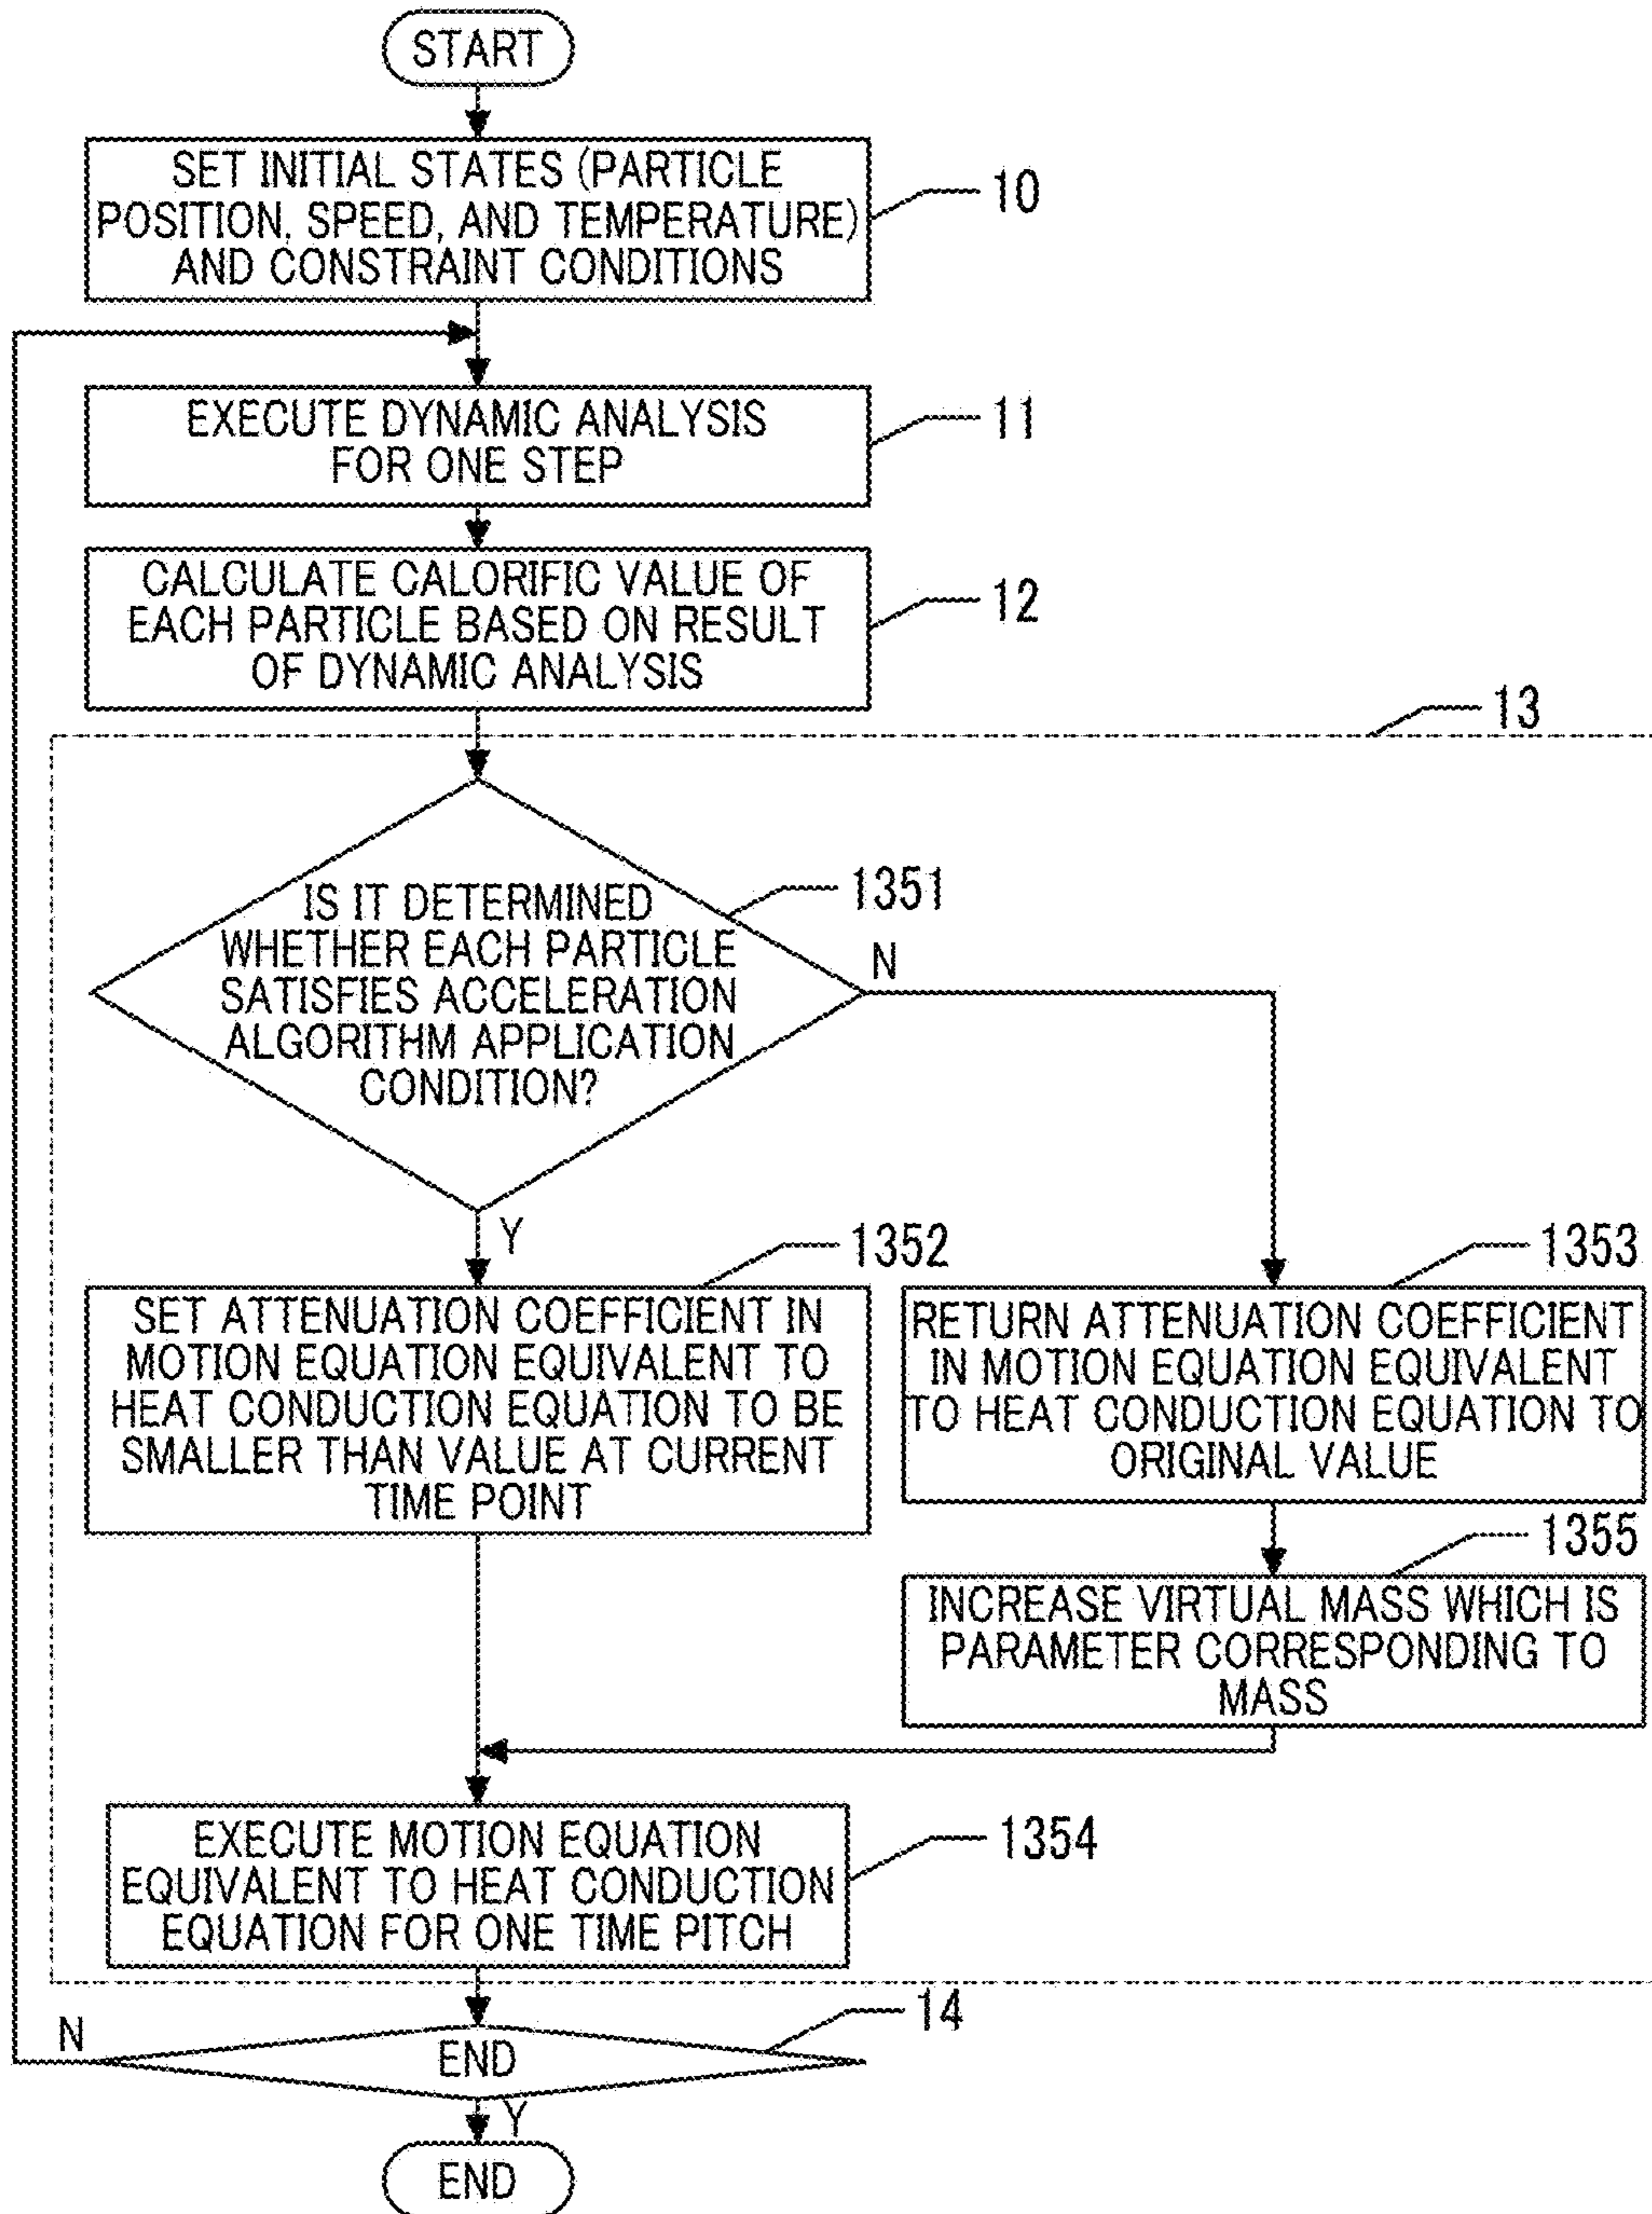 START
SET INITIAL STATES (PARTICLE
POSITION, SPEED, AND TEMPERATURE)
AND CONSTRAINT CONDITIONS
10
EXECUTE DYNAMIC ANALYSIS
FOR ONE STEP
11
CALCULATE CALORIFIC VALUE OF
EACH PARTICLE BASED ON RESULT
OF DYNAMIC ANALYSIS
12
13
IS IT DETERMINED
WHETHER EACH PARTICLE
SATISFIES ACCELERATION
ALGORITHM APPLICATION
CONDITION?
1351
N
Y
1352
SET ATTENUATION COEFFICIENT IN
MOTION EQUATION EQUIVALENT TO
HEAT CONDUCTION EQUATION TO BE
SMALLER THAN VALUE AT CURRENT
TIME POINT
1353
RETURN ATTENUATION COEFFICIENT
IN MOTION EQUATION EQUIVALENT
TO HEAT CONDUCTION EQUATION TO
ORIGINAL VALUE
1355
INCREASE VIRTUAL MASS WHICH IS
PARAMETER CORRESPONDING TO
MASS
EXECUTE MOTION EQUATION
EQUIVALENT TO HEAT CONDUCTION
EQUATION FOR ONE TIME PITCH
1354
14
N
END
Y
END